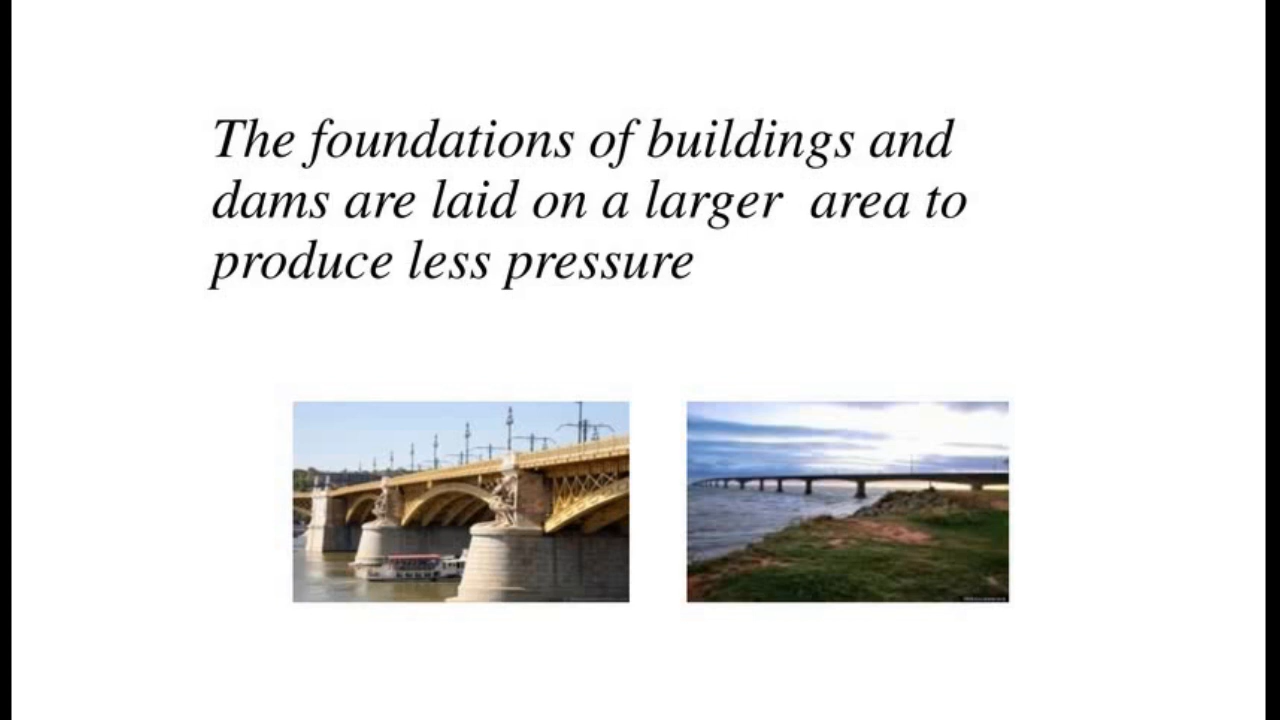 The foundations of buildings and
dams are laid on a larger  area to
produce less pressure